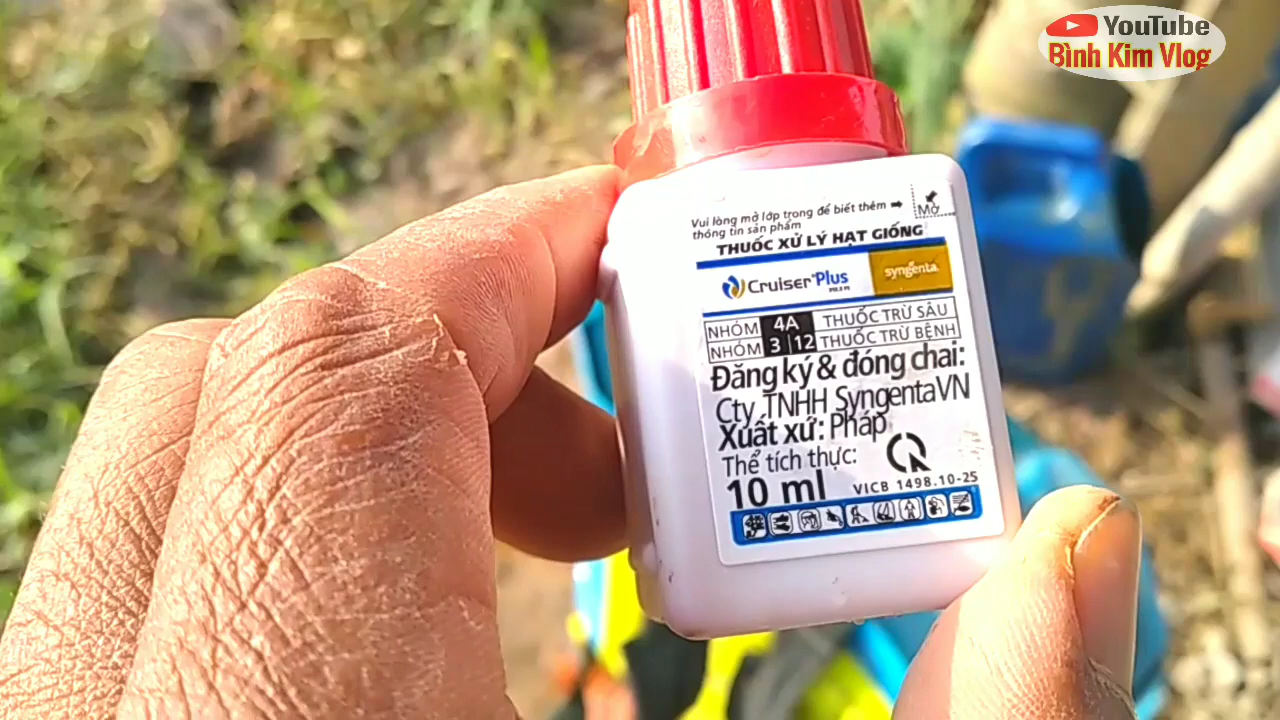 YouTube
Bình Kim Vlog
Vui lòng mở lớp trong để biết thêm
thông tin sản phẩm
Mở
THUỐC XỬ LÝ HẠT GIỐNG
Cruiser Plus
syngenta
NHÓM 4A THUỐC TRỪ SÂU
NHÓM 3 12 THUỐC TRỪ BỆNH
Đăng ký & đóng chai:
Cty TNHH SyngentaVN
Xuất xứ: Pháp
Thể tích thực:
10 ml
VICB 1498.10-25